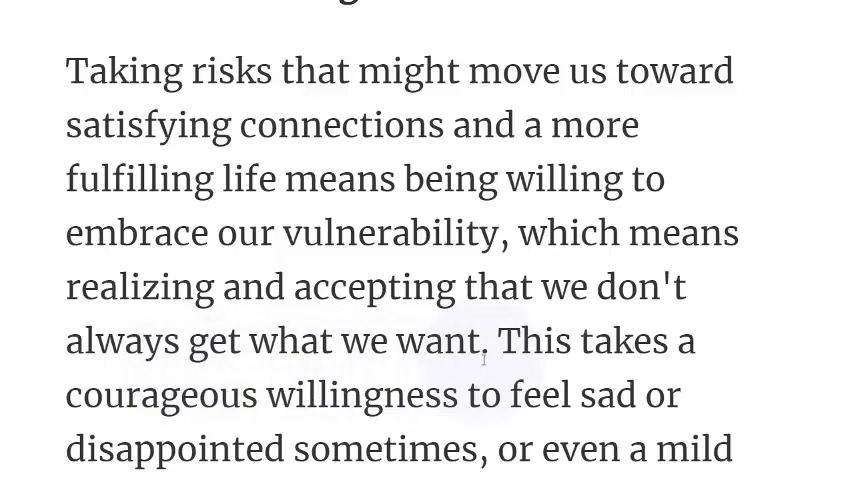 Taking risks that might move us toward
satisfying connections and a more
fulfilling life means being willing to
embrace our vulnerability, which means
realizing and accepting that we don't
always get what we want. This takes a
courageous willingness to feel sad or
disappointed sometimes, or even a mild